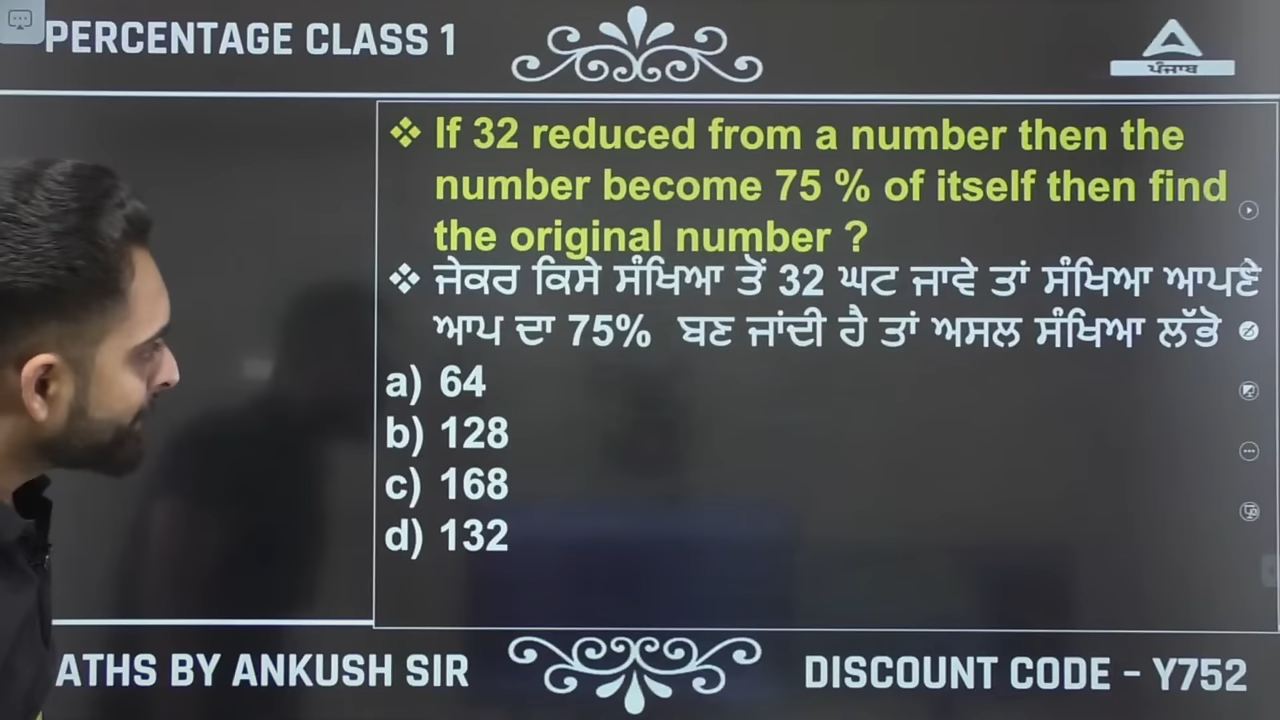 PERCENTAGE CLASS 1
ਪੰਜਾਬ
❖ If 32 reduced from a number then the
number become 75 % of itself then find
the original number ?
❖ ਜੇਕਰ ਕਿਸੇ ਸੰਖਿਆ ਤੋਂ 32 ਘਟ ਜਾਵੇ ਤਾਂ ਸੰਖਿਆ ਆਪਣੇ
ਆਪ ਦਾ 75% ਬਣ ਜਾਂਦੀ ਹੈ ਤਾਂ ਅਸਲ ਸੰਖਿਆ ਲੱਭੋ
a) 64
b) 128
c) 168
d) 132
ATHS BY ANKUSH SIR
DISCOUNT CODE - Y752